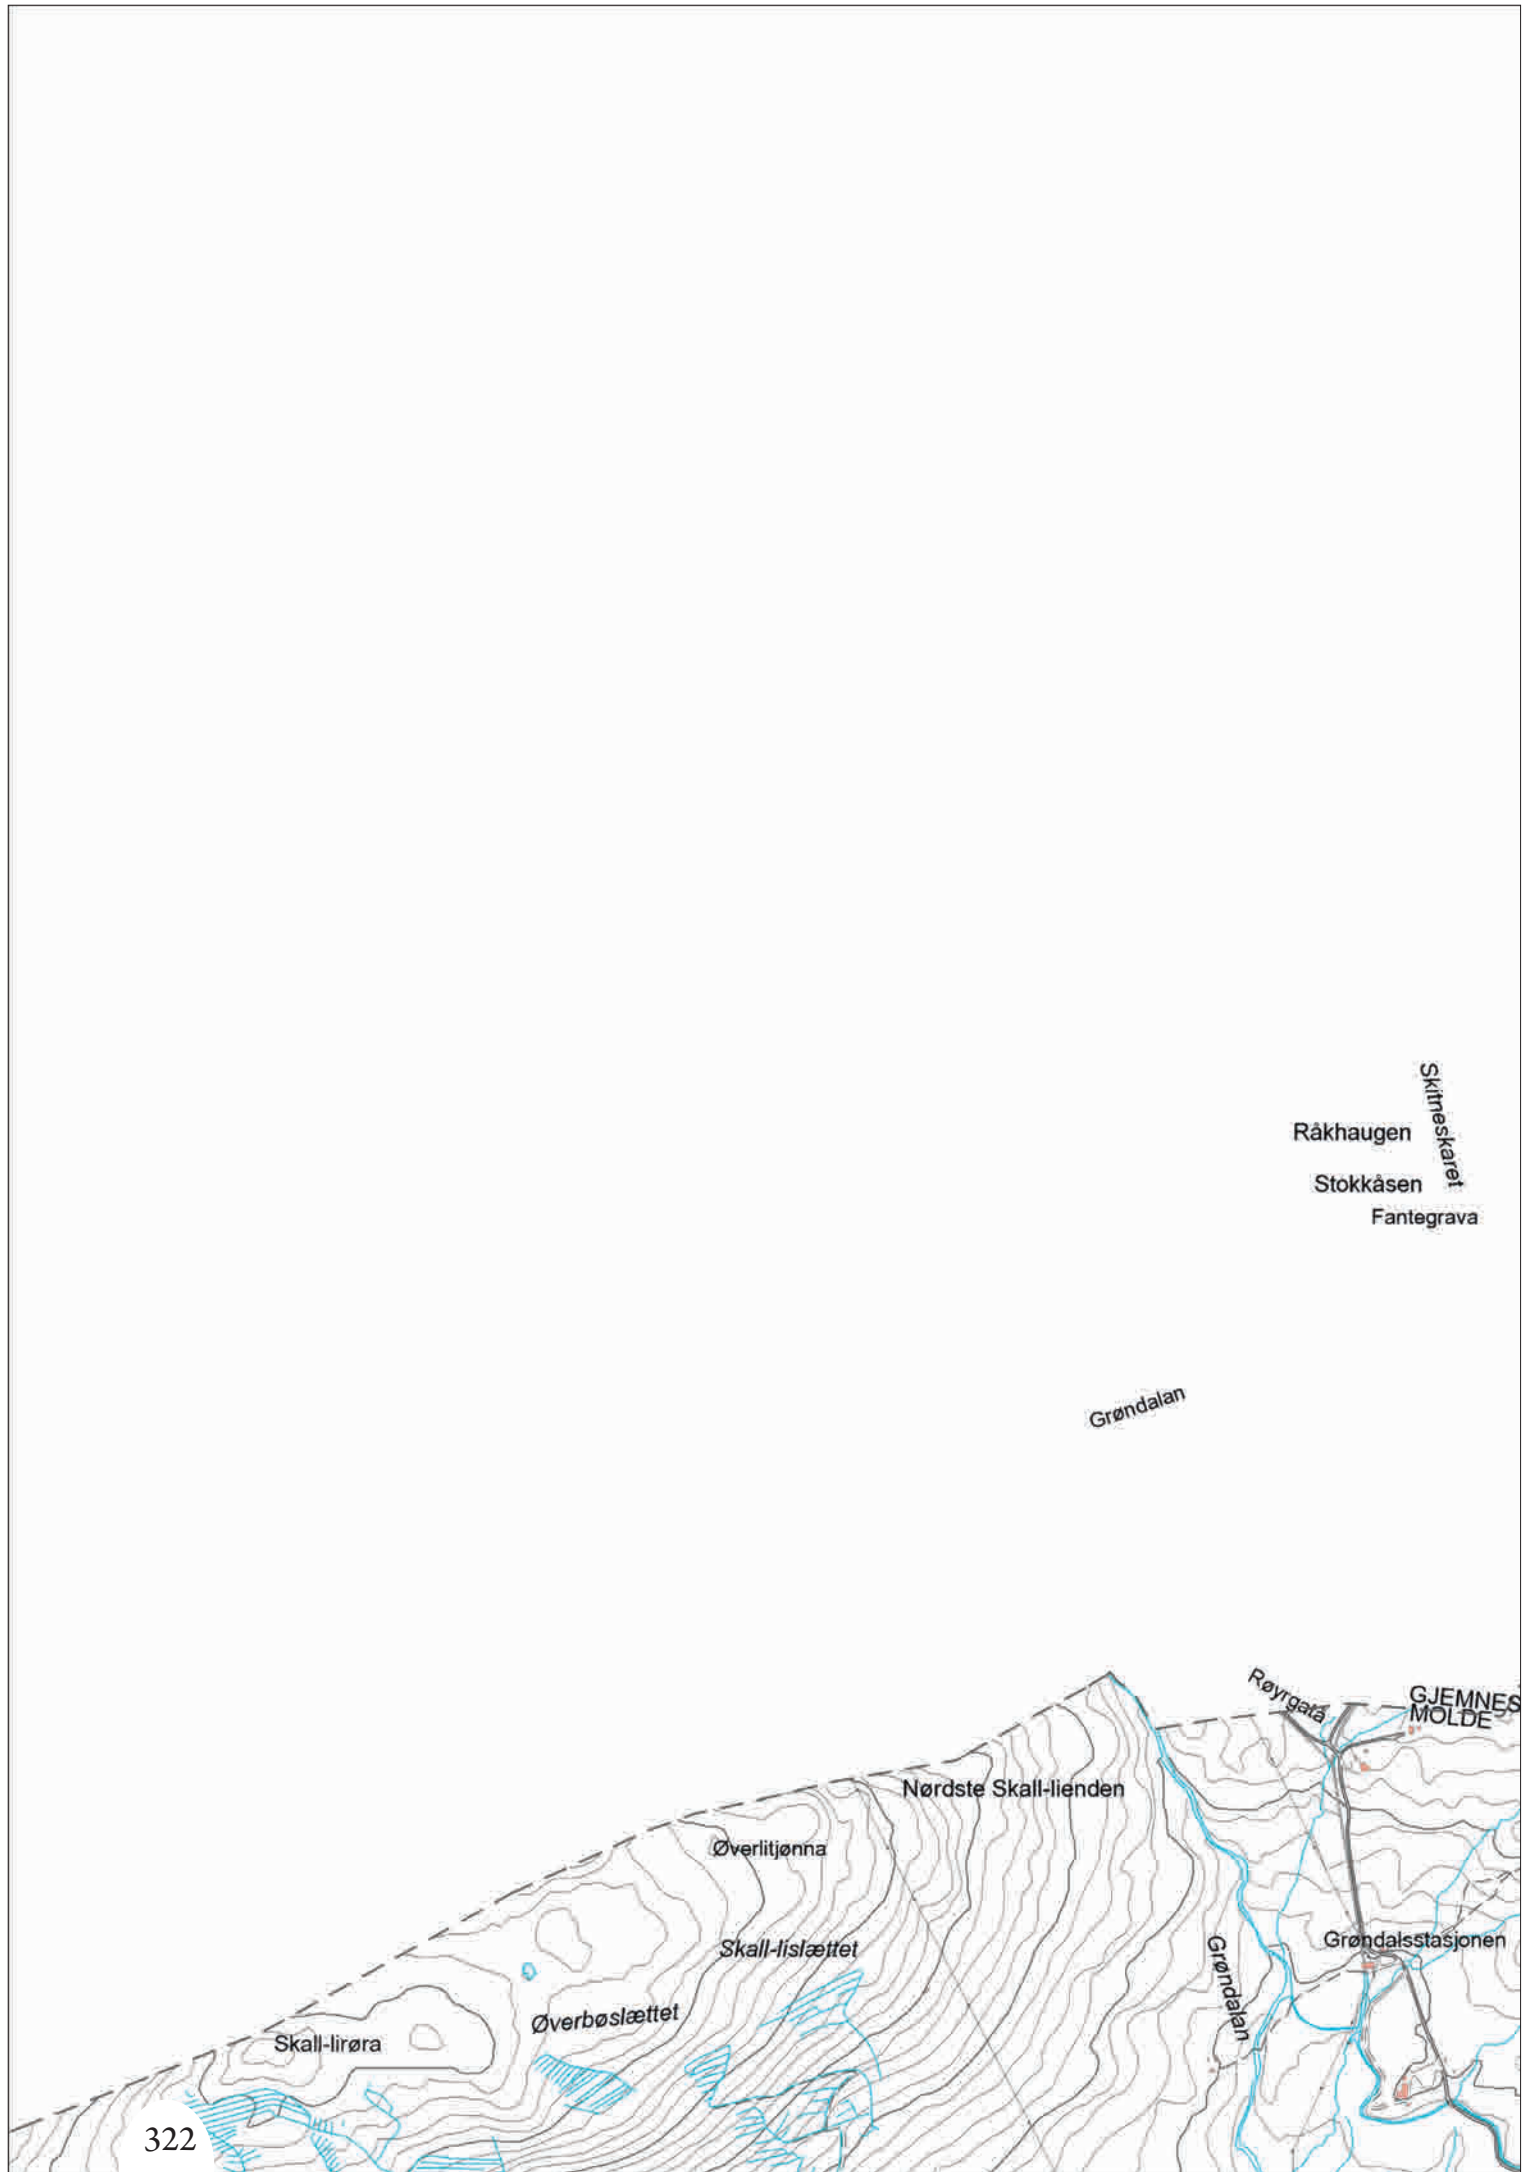 Skitneskaret
Råkhaugen
Stokkåsen
Fantegrava
Grøndalan
Røyrgata
GJEMNES
MOLDE
Nørdste Skall-lienden
Øverlitjønna
Grøndalsstasjonen
Skall-lislættet
Grøndalan
Øverbøslættet
Skall-lirøra
322